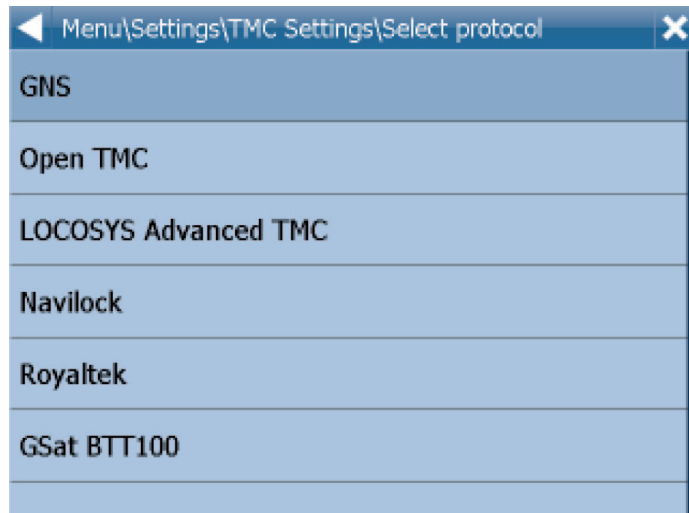 Menu\Settings\TMC Settings\Select protocol
GNS
Open TMC
LOCOSYS Advanced TMC
Navilock
Royaltek
GSat BTT100